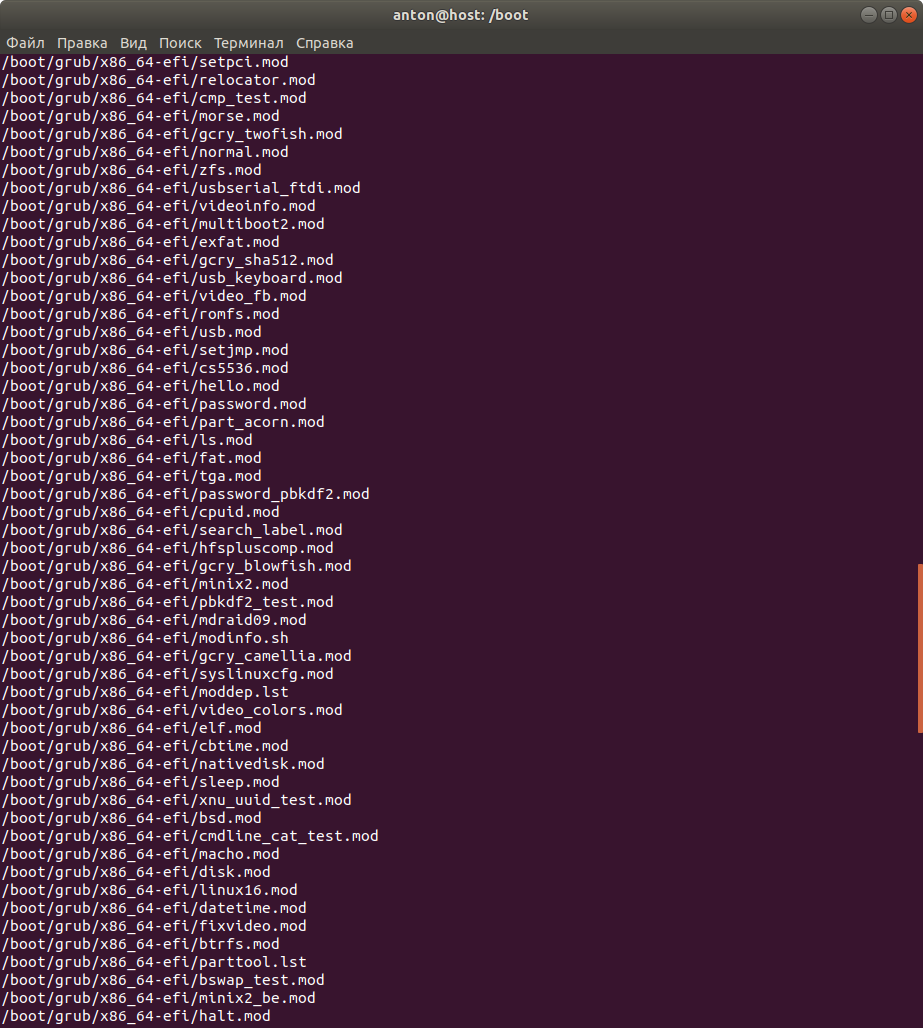 anton@host: /boot
Файл Правка Вид Поиск Терминал Справка
/boot/grub/x86_64-efi/setpci.mod
/boot/grub/x86_64-efi/relocator.mod
/boot/grub/x86_64-efi/cmp_test.mod
/boot/grub/x86_64-efi/morse.mod
/boot/grub/x86_64-efi/gcry_twofish.mod
/boot/grub/x86_64-efi/normal.mod
/boot/grub/x86_64-efi/zfs.mod
/boot/grub/x86_64-efi/usbserial_ftdi.mod
/boot/grub/x86_64-efi/videoinfo.mod
/boot/grub/x86_64-efi/multiboot2.mod
/boot/grub/x86_64-efi/exfat.mod
/boot/grub/x86_64-efi/gcry_sha512.mod
/boot/grub/x86_64-efi/usb_keyboard.mod
/boot/grub/x86_64-efi/video_fb.mod
/boot/grub/x86_64-efi/romfs.mod
/boot/grub/x86_64-efi/usb.mod
/boot/grub/x86_64-efi/setjmp.mod
/boot/grub/x86_64-efi/cs5536.mod
/boot/grub/x86_64-efi/hello.mod
/boot/grub/x86_64-efi/password.mod
/boot/grub/x86_64-efi/part_acorn.mod
/boot/grub/x86_64-efi/ls.mod
/boot/grub/x86_64-efi/fat.mod
/boot/grub/x86_64-efi/tga.mod
/boot/grub/x86_64-efi/password_pbkdf2.mod
/boot/grub/x86_64-efi/cpuid.mod
/boot/grub/x86_64-efi/search_label.mod
/boot/grub/x86_64-efi/hfspluscomp.mod
/boot/grub/x86_64-efi/gcry_blowfish.mod
/boot/grub/x86_64-efi/minix2.mod
/boot/grub/x86_64-efi/pbkdf2_test.mod
/boot/grub/x86_64-efi/mdraid09.mod
/boot/grub/x86_64-efi/modinfo.sh
/boot/grub/x86_64-efi/gcry_camellia.mod
/boot/grub/x86_64-efi/syslinuxcfg.mod
/boot/grub/x86_64-efi/moddep.lst
/boot/grub/x86_64-efi/video_colors.mod
/boot/grub/x86_64-efi/elf.mod
/boot/grub/x86_64-efi/cbtime.mod
/boot/grub/x86_64-efi/nativedisk.mod
/boot/grub/x86_64-efi/sleep.mod
/boot/grub/x86_64-efi/xnu_uuid_test.mod
/boot/grub/x86_64-efi/bsd.mod
/boot/grub/x86_64-efi/cmdline_cat_test.mod
/boot/grub/x86_64-efi/macho.mod
/boot/grub/x86_64-efi/disk.mod
/boot/grub/x86_64-efi/linux16.mod
/boot/grub/x86_64-efi/datetime.mod
/boot/grub/x86_64-efi/fixvideo.mod
/boot/grub/x86_64-efi/btrfs.mod
/boot/grub/x86_64-efi/parttool.lst
/boot/grub/x86_64-efi/bswap_test.mod
/boot/grub/x86_64-efi/minix2_be.mod
/boot/grub/x86_64-efi/halt.mod